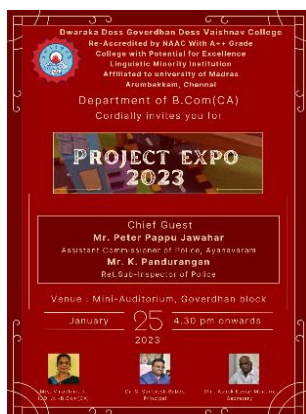 Dwaraka Doss Goverdhan Doss Vaishnav College
Re-Accredited by NAAC With A++ Grade
College with Potential for Excellence
Linguistic Minority Institution
Affiliated to university of Madras
Arumbakkam, Chennai
Department of B.Com(CA)
Cordially invites you for
PROJECT EXPO
2023
Chief Guest
Mr. Peter Pappu Jawahar
Assistant Commissioner of Police, Ayanavaram
Mr. K. Pandurangan
Ret.Sub-Inspector of Police
Venue : Mini-Auditorium, Goverdhan block
January 25 4.30 pm onwards
2023
Principal
Secretary